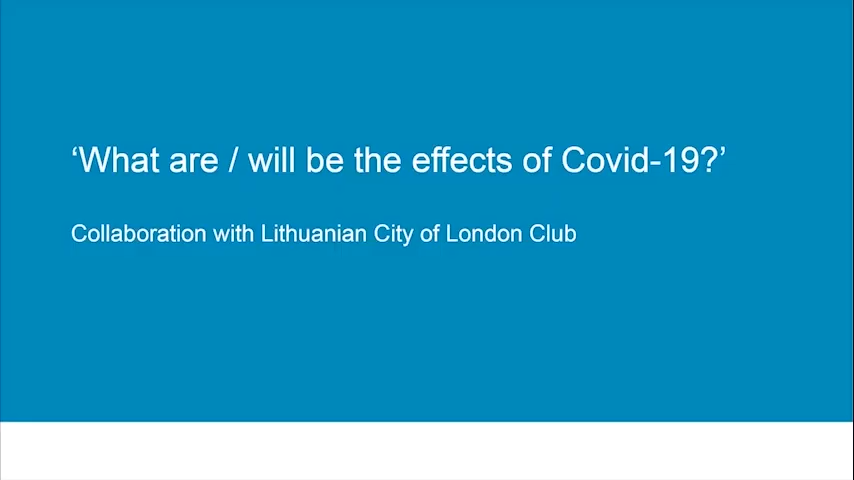 ‘What are / will be the effects of Covid-19?’
Collaboration with Lithuanian City of London Club